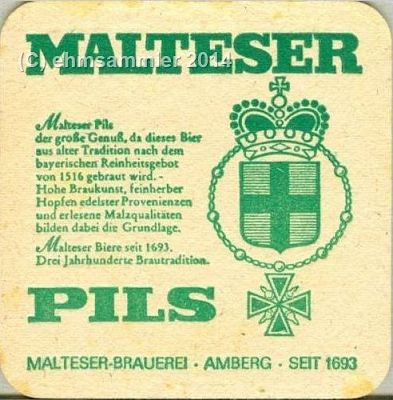 MALTESER
(C) ehmsammler 2014
Malteser Pils
der große Genuß, da dieses Bier
aus alter Tradition nach dem
bayerischen Reinheitsgebot
von 1516 gebraut wird. -
Hohe Braukunst, feinherber
Hopfen edelster Provenienzen
und erlesene Malzqualitäten
bilden dabei die Grundlage.
Malteser Biere seit 1693.
Drei Jahrhunderte Brautradition.
PILS
MALTESER-BRAUEREI · AMBERG · SEIT 1693